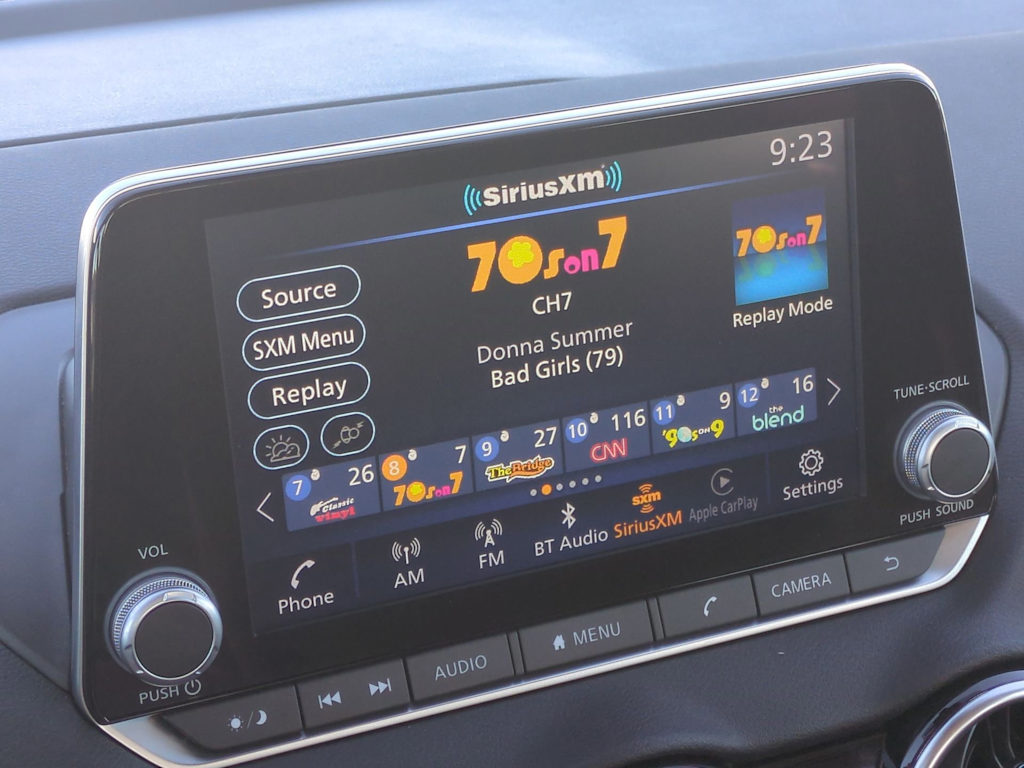 9:23
SiriusXM
70s on 7
CH7
Donna Summer
Bad Girls (79)
70s on 7
Replay Mode
Source
SXM Menu
Replay
7 26
Classic
vinyl
8 7
70s on 7
9 27
The Bridge
10 116
CNN
11 9
'90s ON 9
12 16
the
blend
Phone
AM
FM
BT Audio
sxm
SiriusXM
Apple CarPlay
Settings
VOL
PUSH
TUNE·SCROLL
PUSH SOUND
AUDIO
MENU
CAMERA